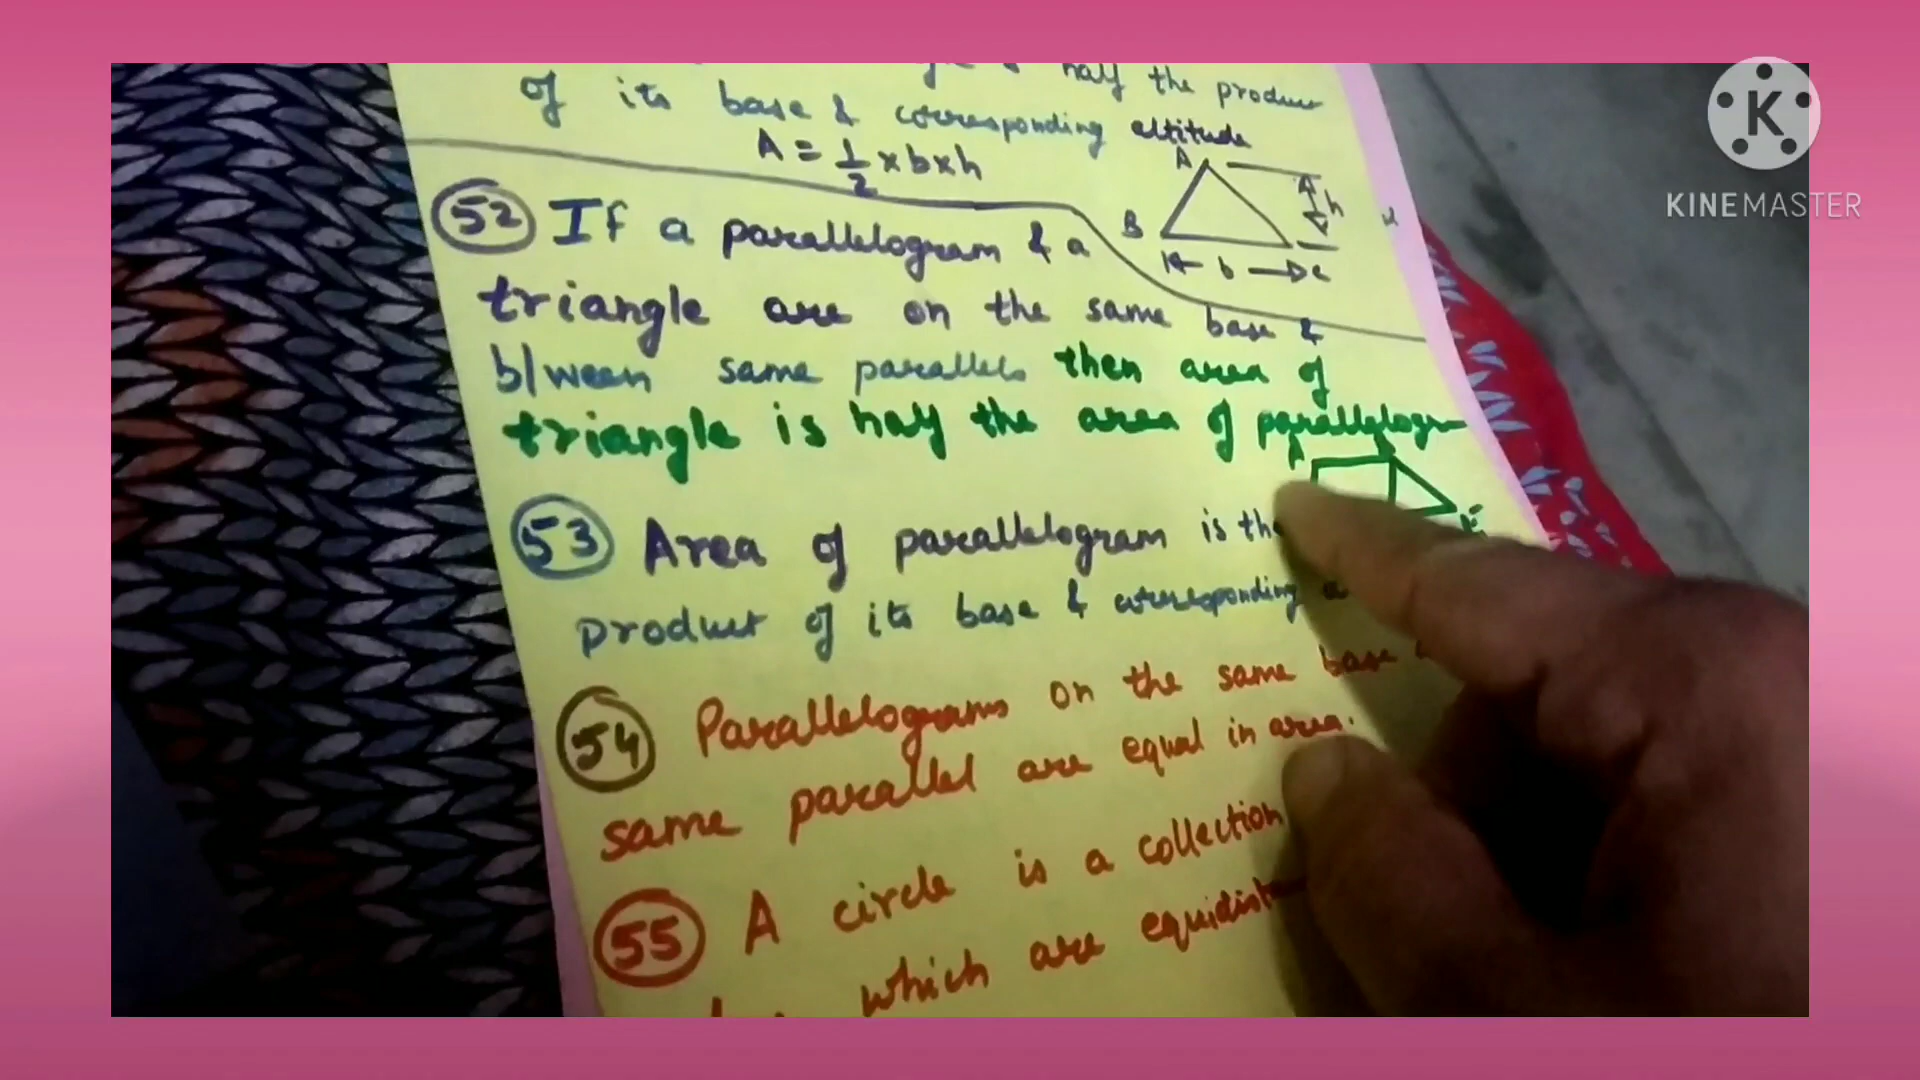 half the product
of its base & corresponding altitude
A = 1/2 × b × h
A
h
B
b
c
52 If a parallelogram & a
triangle are on the same base &
b/ween same parallels then area of
triangle is half the area of parallelogram
E
53 Area of parallelogram is the
product of its base & corresponding
54 Parallelograms on the same base
same parallel are equal in area.
55 A circle is a collection
which are
K
KINEMASTER